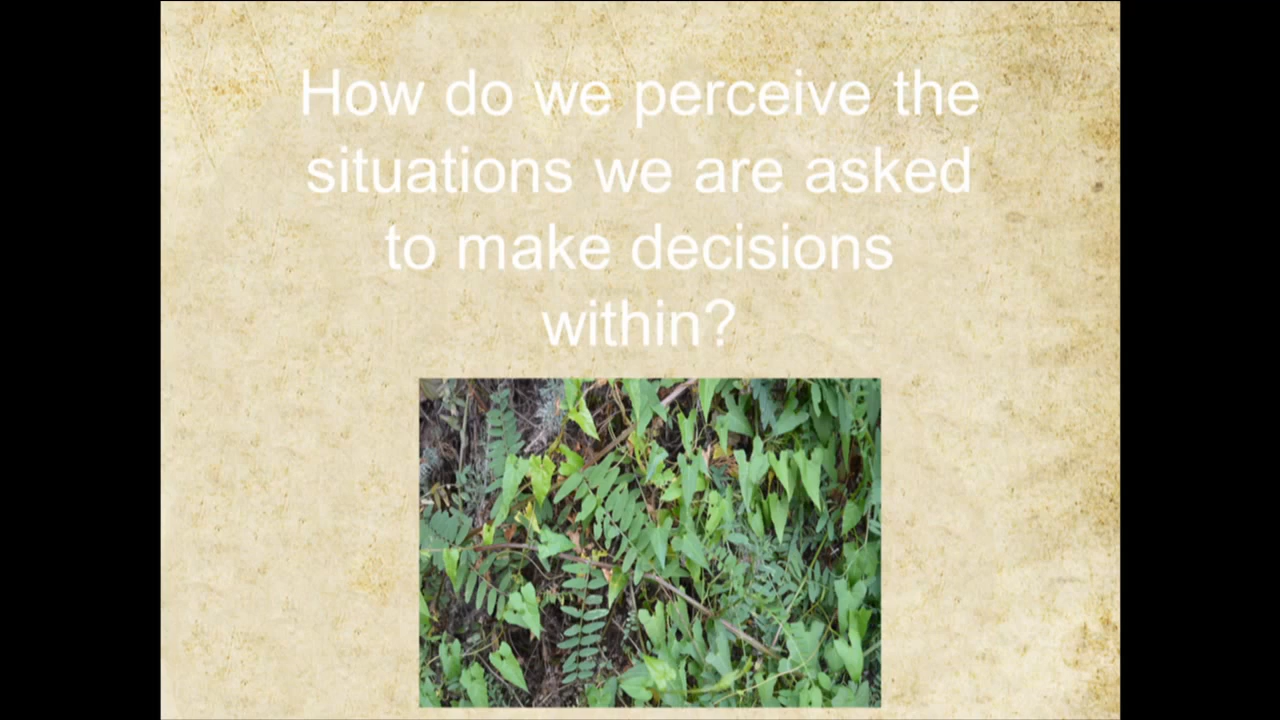 How do we perceive the
situations we are asked
to make decisions
within?